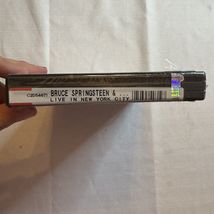 C2D54071
BRUCE SPRINGSTEEN &
LIVE IN NEW YORK CITY